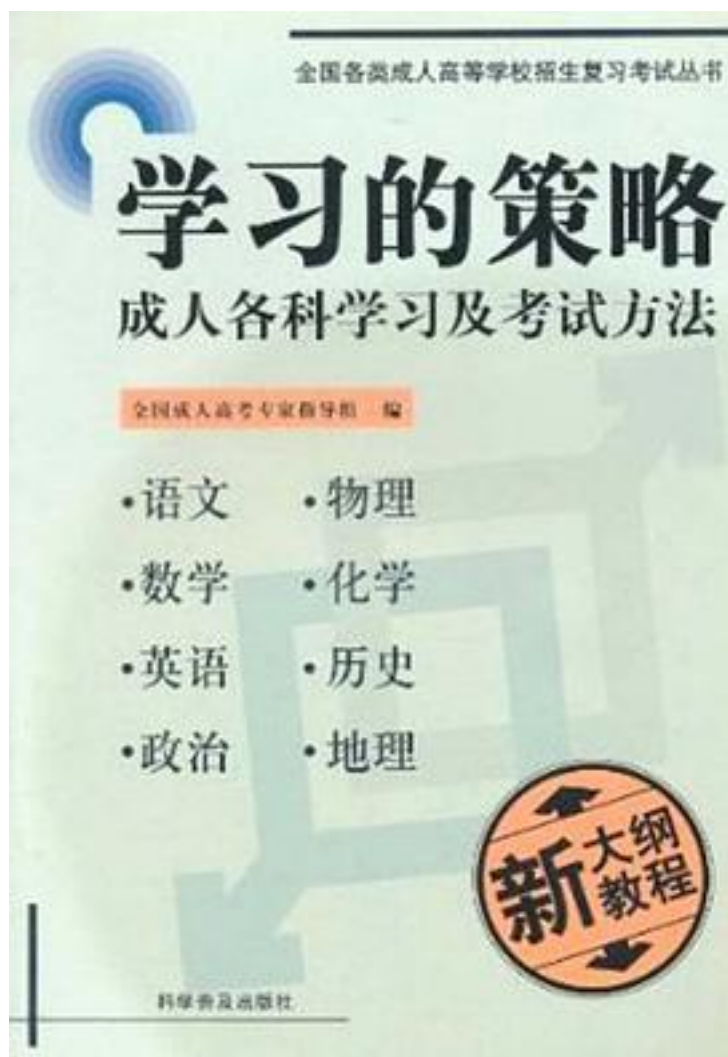 全国各类成人高等学校招生复习考试丛书
学习的策略
成人各科学习及考试方法
全国成人高考专家指导组 编
·语文 ·物理
·数学 ·化学
·英语 ·历史
·政治 ·地理
新大纲教程
科学普及出版社